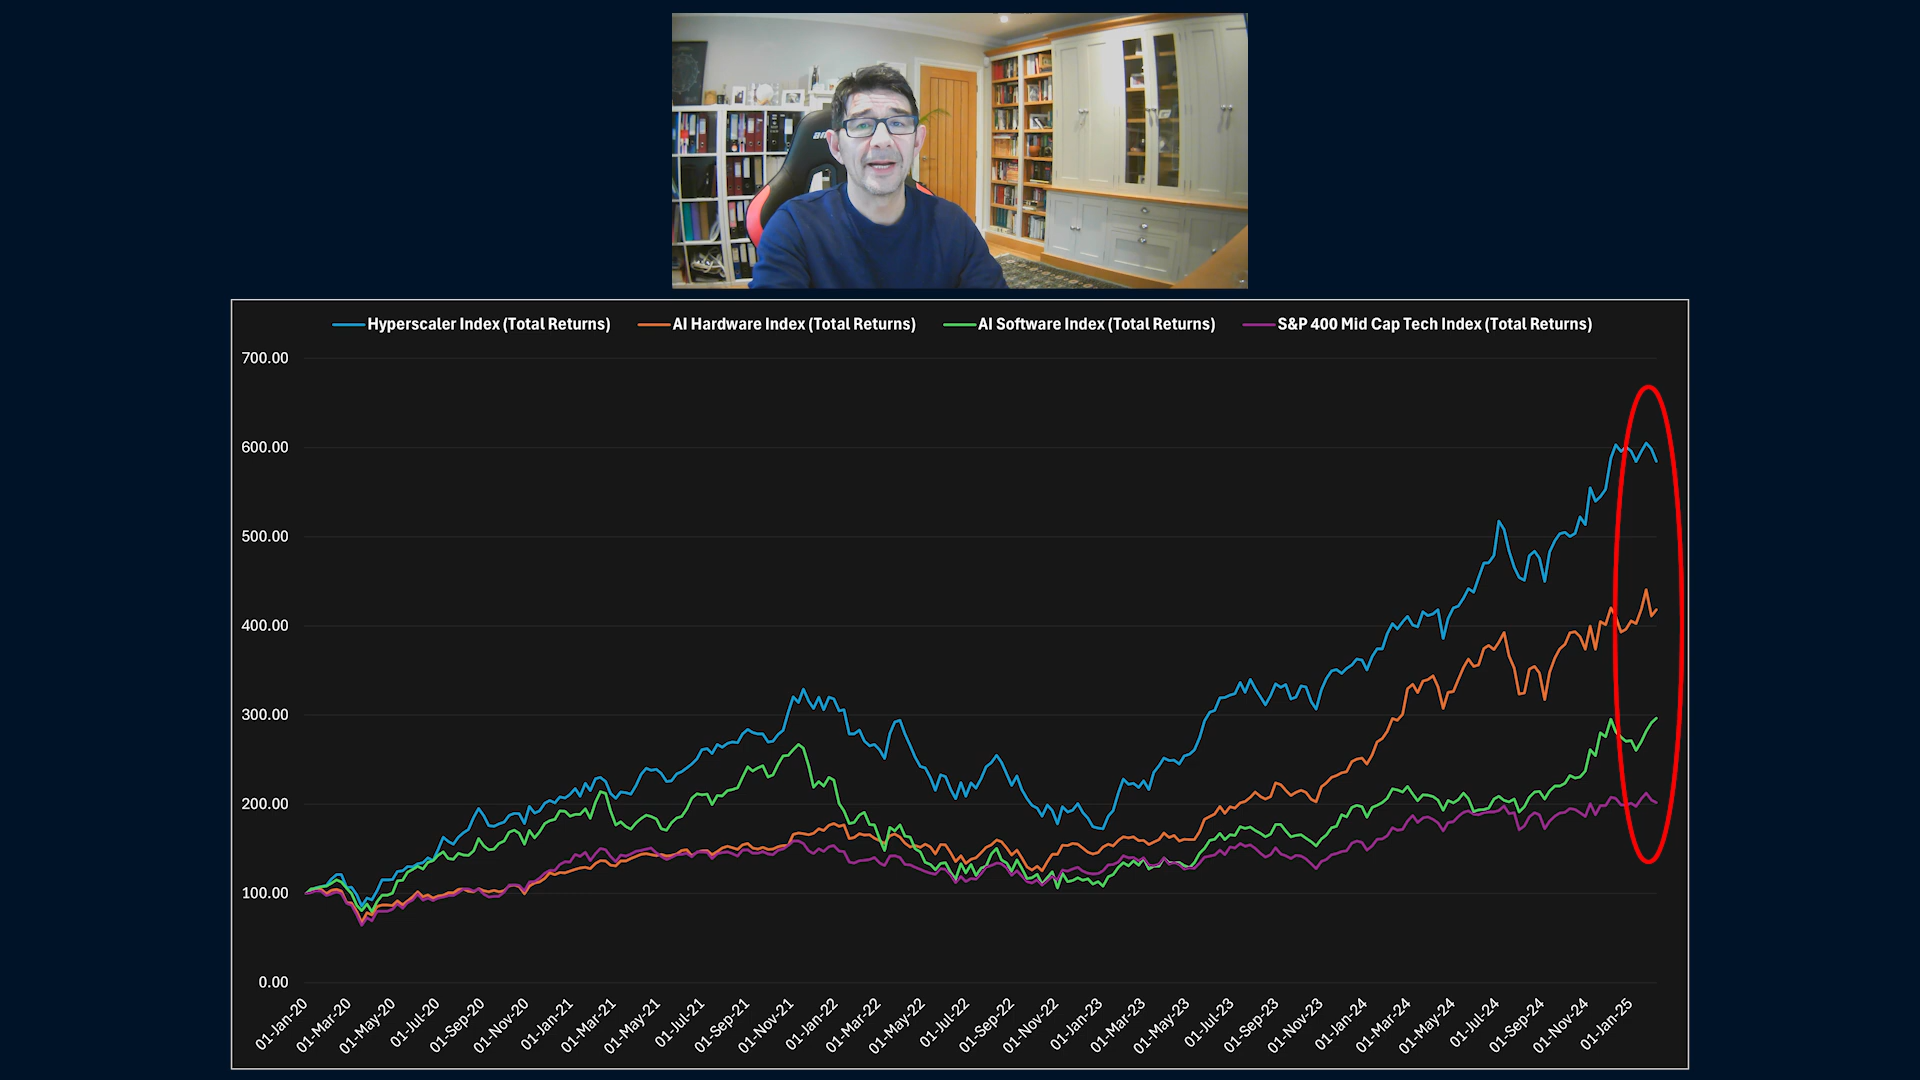 Hyperscaler Index (Total Returns) AI Hardware Index (Total Returns) AI Software Index (Total Returns) S&P 400 Mid Cap Tech Index (Total Returns)
700.00
600.00
500.00
400.00
300.00
200.00
100.00
0.00
01-Jan-20
01-Mar-20
01-May-20
01-Jul-20
01-Sep-20
01-Nov-20
01-Jan-21
01-Mar-21
01-May-21
01-Jul-21
01-Sep-21
01-Nov-21
01-Jan-22
01-Mar-22
01-May-22
01-Jul-22
01-Sep-22
01-Nov-22
01-Jan-23
01-Mar-23
01-May-23
01-Jul-23
01-Sep-23
01-Nov-23
01-Jan-24
01-Mar-24
01-May-24
01-Jul-24
01-Sep-24
01-Nov-24
01-Jan-25